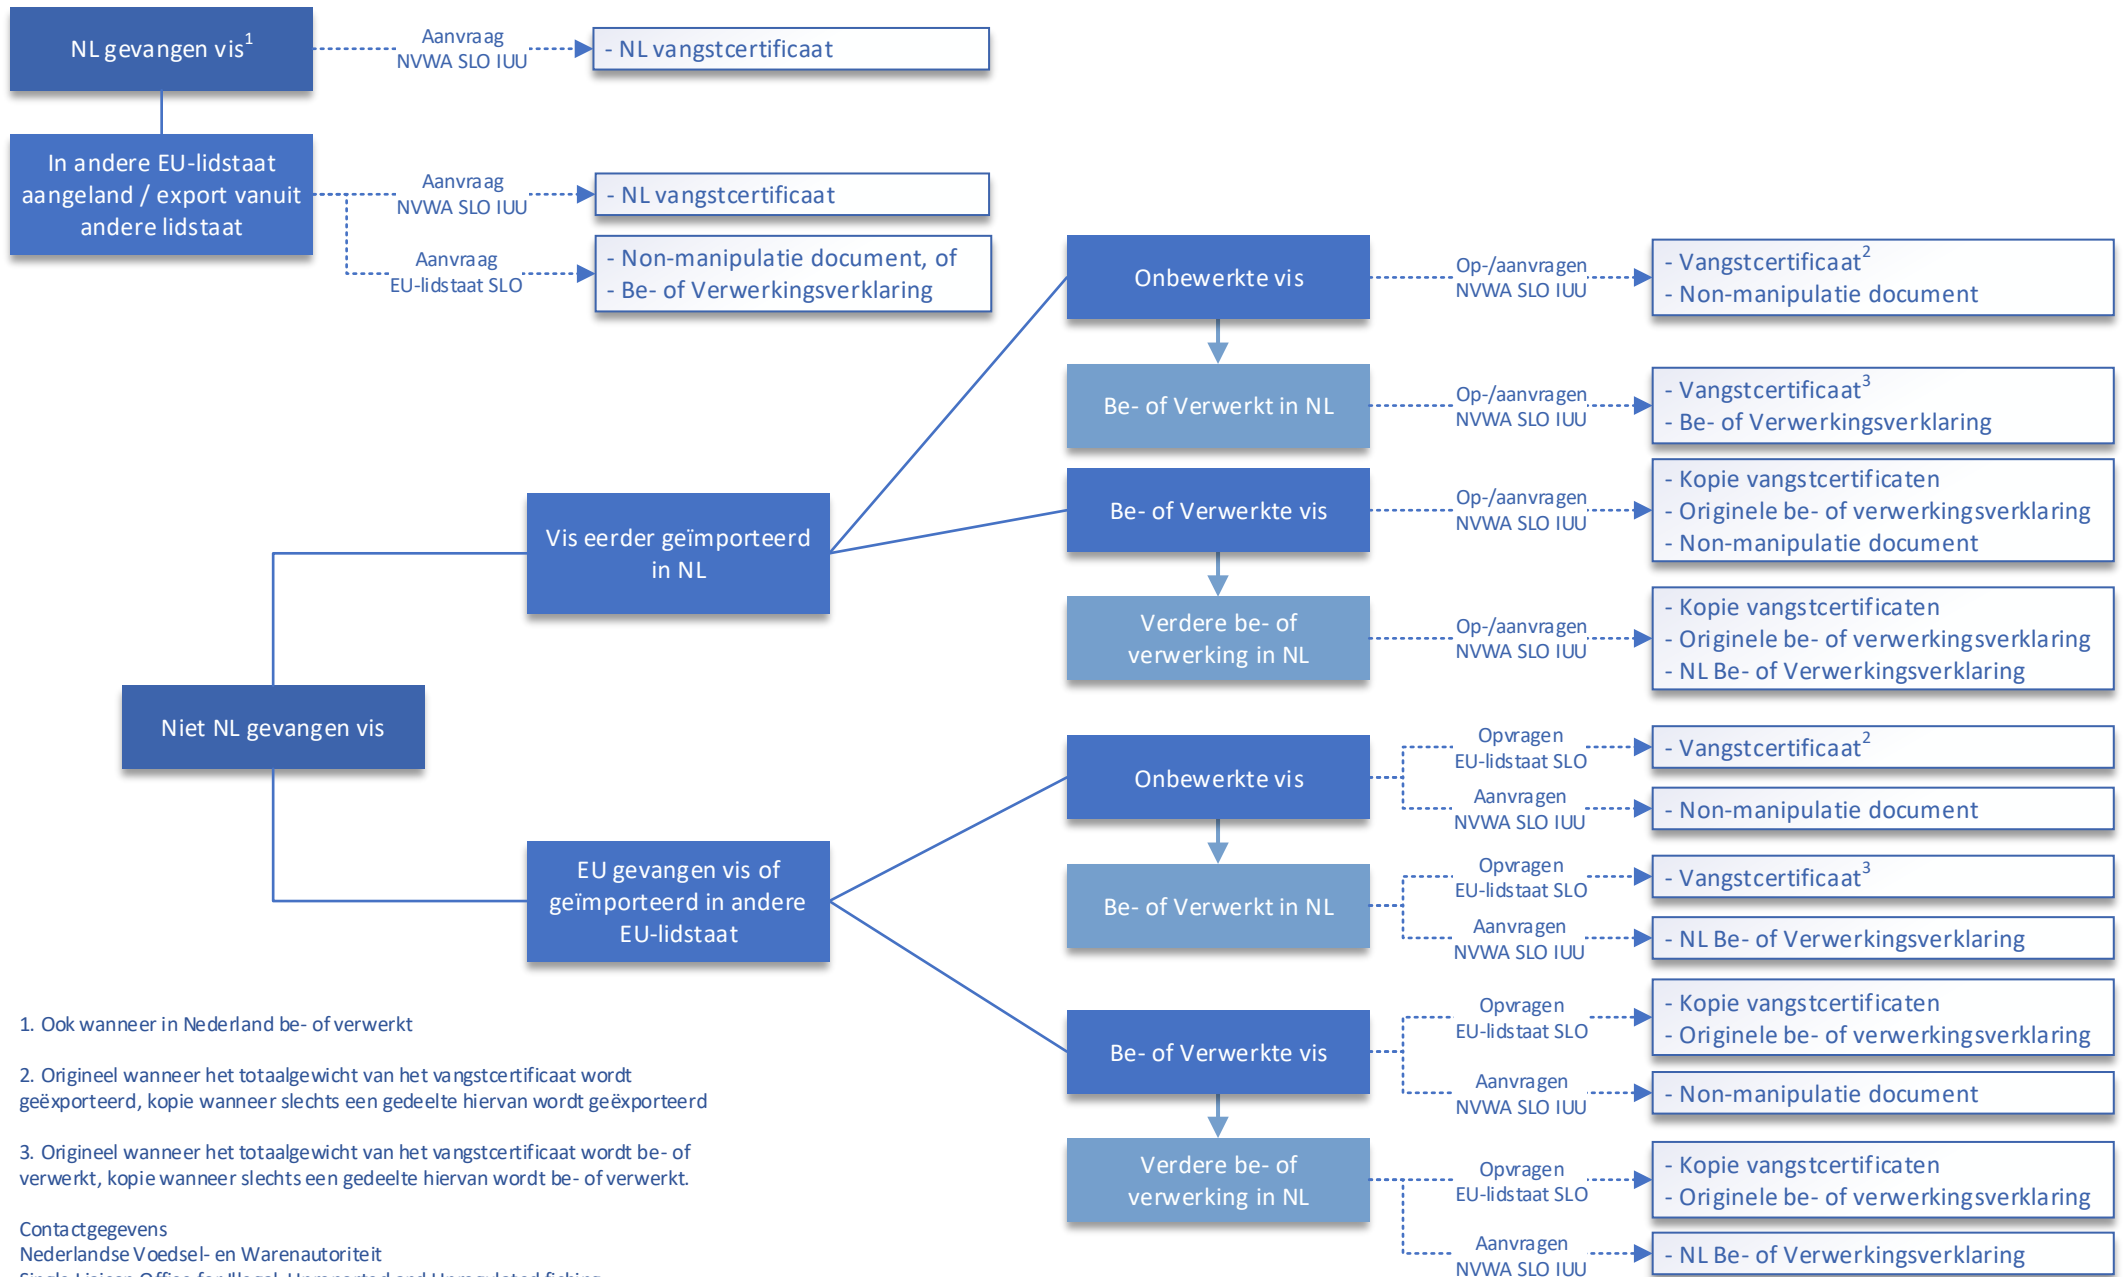 NL gevangen vis1
Aanvraag
NVWA SLO IUU
- NL vangstcertificaat
In andere EU-lidstaat
aangeland / export vanuit
andere lidstaat
Aanvraag
NVWA SLO IUU
- NL vangstcertificaat
Aanvraag
EU-lidstaat SLO
- Non-manipulatie document, of
- Be- of Verwerkingsverklaring
Niet NL gevangen vis
Vis eerder geïmporteerd
in NL
Onbewerkte vis
Op-/aanvragen
NVWA SLO IUU
- Vangstcertificaat2
- Non-manipulatie document
Be- of Verwerkt in NL
Op-/aanvragen
NVWA SLO IUU
- Vangstcertificaat3
- Be- of Verwerkingsverklaring
Be- of Verwerkte vis
Op-/aanvragen
NVWA SLO IUU
- Kopie vangstcertificaten
- Originele be- of verwerkingsverklaring
- Non-manipulatie document
Verdere be- of
verwerking in NL
Op-/aanvragen
NVWA SLO IUU
- Kopie vangstcertificaten
- Originele be- of verwerkingsverklaring
- NL Be- of Verwerkingsverklaring
EU gevangen vis of
geïmporteerd in andere
EU-lidstaat
Onbewerkte vis
Opvragen
EU-lidstaat SLO
- Vangstcertificaat2
Aanvragen
NVWA SLO IUU
- Non-manipulatie document
Be- of Verwerkt in NL
Opvragen
EU-lidstaat SLO
- Vangstcertificaat3
Aanvragen
NVWA SLO IUU
- NL Be- of Verwerkingsverklaring
Be- of Verwerkte vis
Opvragen
EU-lidstaat SLO
- Kopie vangstcertificaten
- Originele be- of verwerkingsverklaring
Aanvragen
NVWA SLO IUU
- Non-manipulatie document
Verdere be- of
verwerking in NL
Opvragen
EU-lidstaat SLO
- Kopie vangstcertificaten
- Originele be- of verwerkingsverklaring
Aanvragen
NVWA SLO IUU
- NL Be- of Verwerkingsverklaring
1. Ook wanneer in Nederland be- of verwerkt
2. Origineel wanneer het totaalgewicht van het vangstcertificaat wordt
geëxporteerd, kopie wanneer slechts een gedeelte hiervan wordt geëxporteerd
3. Origineel wanneer het totaalgewicht van het vangstcertificaat wordt be- of
verwerkt, kopie wanneer slechts een gedeelte hiervan wordt be- of verwerkt.
Contactgegevens
Nederlandse Voedsel- en Warenautoriteit